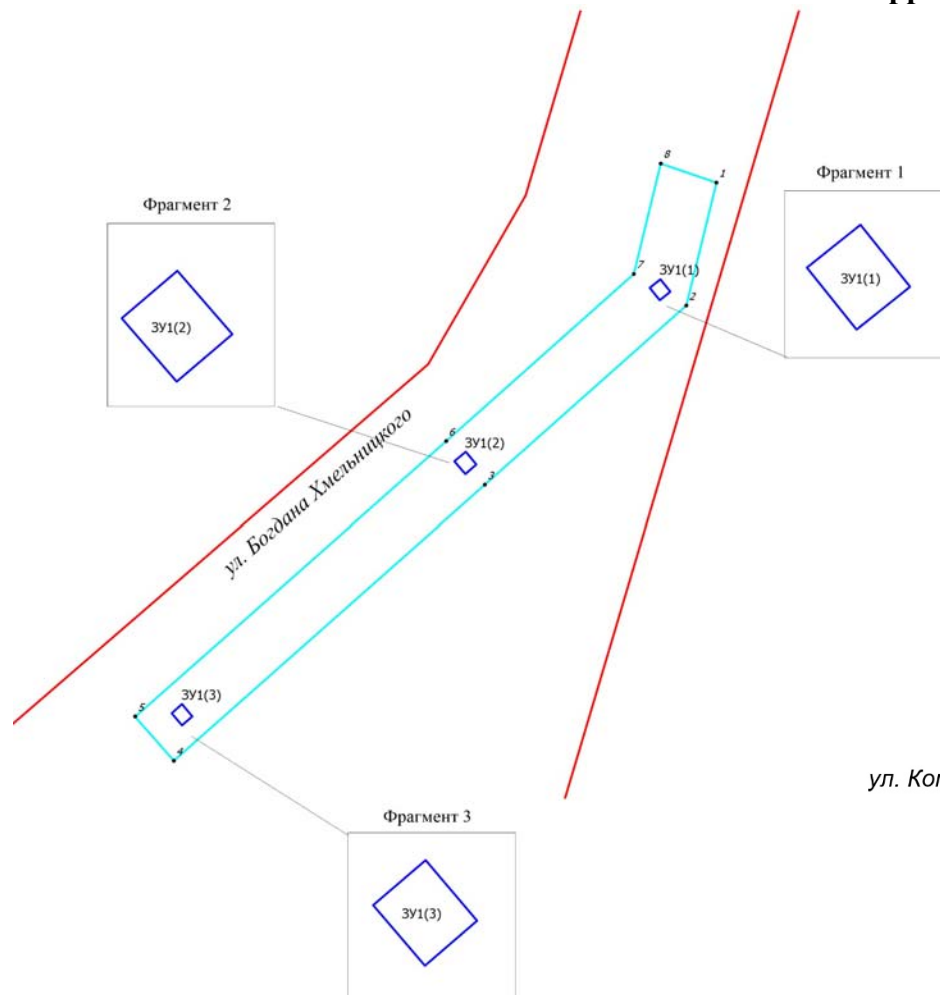 8
1
Фрагмент 1
Фрагмент 2
7
ЗУ1(1)
ЗУ1(1)
2
ЗУ1(2)
6
ЗУ1(2)
3
ул. Богдана Хмельницкого
ЗУ1(3)
5
4
ул.
Фрагмент 3
ЗУ1(3)